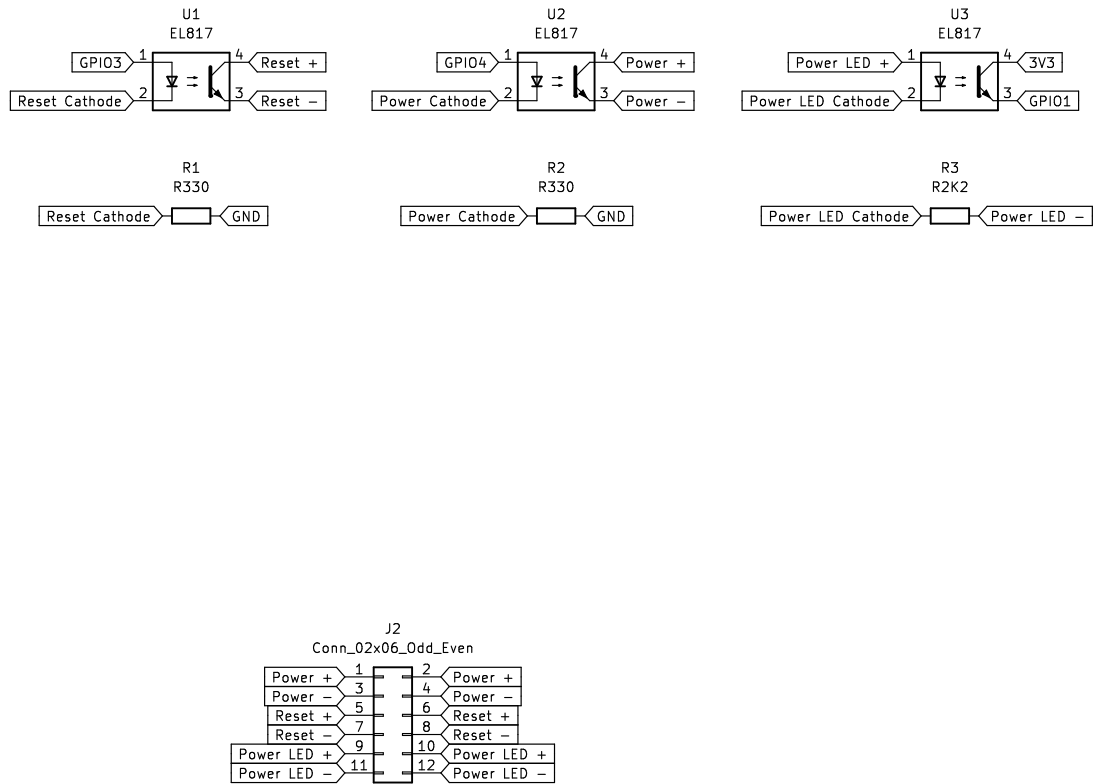 U1
EL817
GPIO3 1 4 Reset +
Reset Cathode 2 3 Reset -
U2
EL817
GPIO4 1 4 Power +
Power Cathode 2 3 Power -
U3
EL817
Power LED + 1 4 3V3
Power LED Cathode 2 3 GPIO1
R1
R330
Reset Cathode GND
R2
R330
Power Cathode GND
R3
R2K2
Power LED Cathode Power LED -
J2
Conn_02x06_Odd_Even
Power + 1 2 Power +
Power - 3 4 Power -
Reset + 5 6 Reset +
Reset - 7 8 Reset -
Power LED + 9 10 Power LED +
Power LED - 11 12 Power LED -